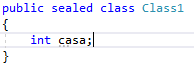 public sealed class Class1
{
    int casa;
}